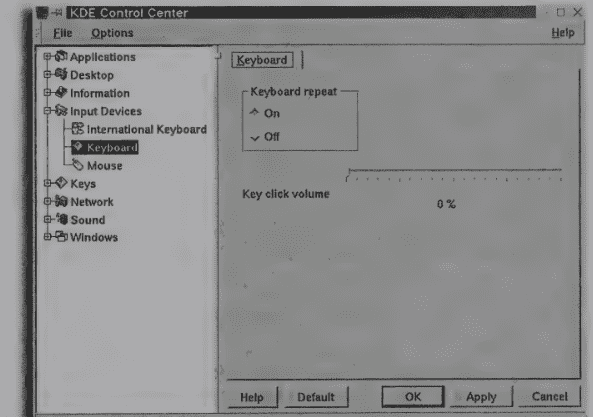 KDE Control Center
File Options Help
Applications
Desktop
Information
Input Devices
International Keyboard
Keyboard
Mouse
Keys
Network
Sound
Windows
Keyboard
Keyboard repeat
On
Off
Key click volume
0 %
Help Default OK Apply Cancel